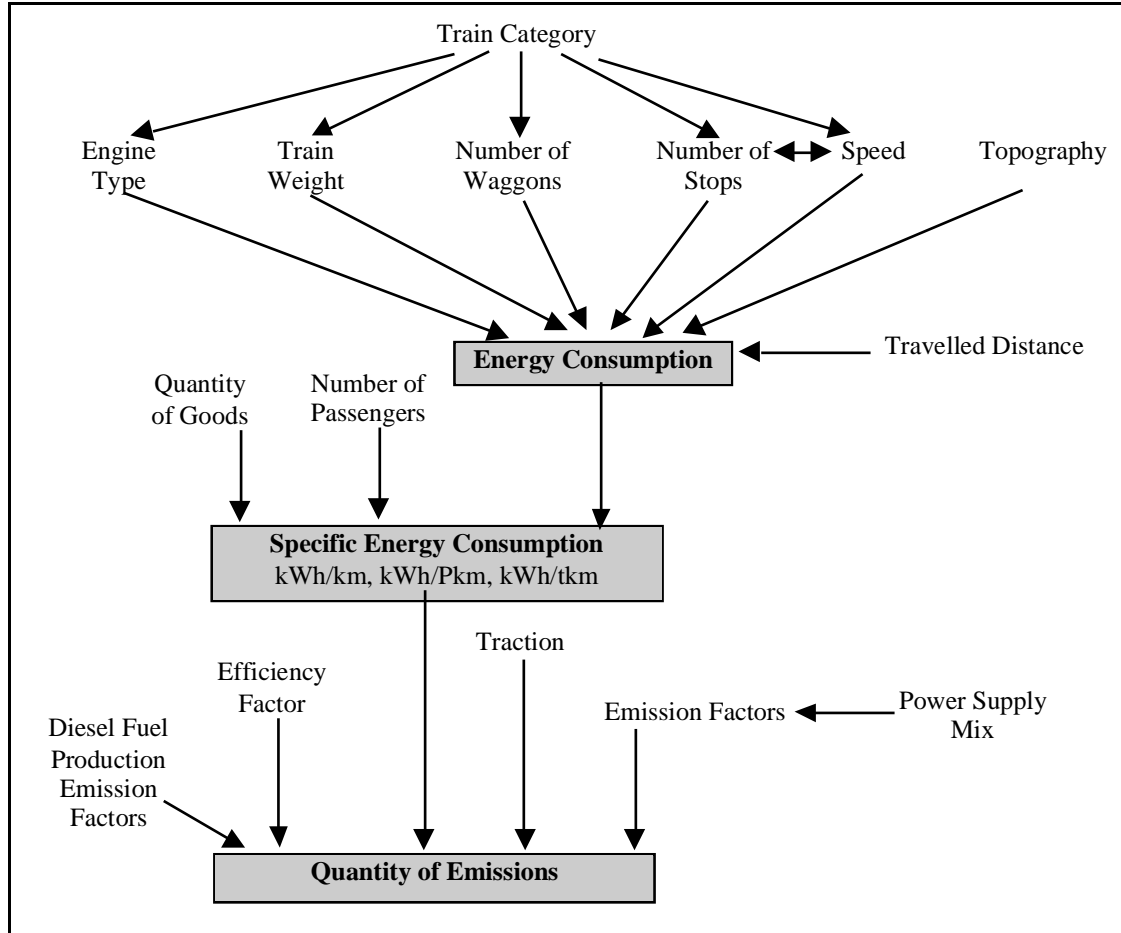 Train Category
Engine
Type
Train
Weight
Number of
Waggons
Number of
Stops
Speed
Topography
Energy Consumption
Travelled Distance
Quantity
of Goods
Number of
Passengers
Specific Energy Consumption
kWh/km, kWh/Pkm, kWh/tkm
Traction
Efficiency
Factor
Emission Factors
Power Supply
Mix
Diesel Fuel
Production
Emission
Factors
Quantity of Emissions